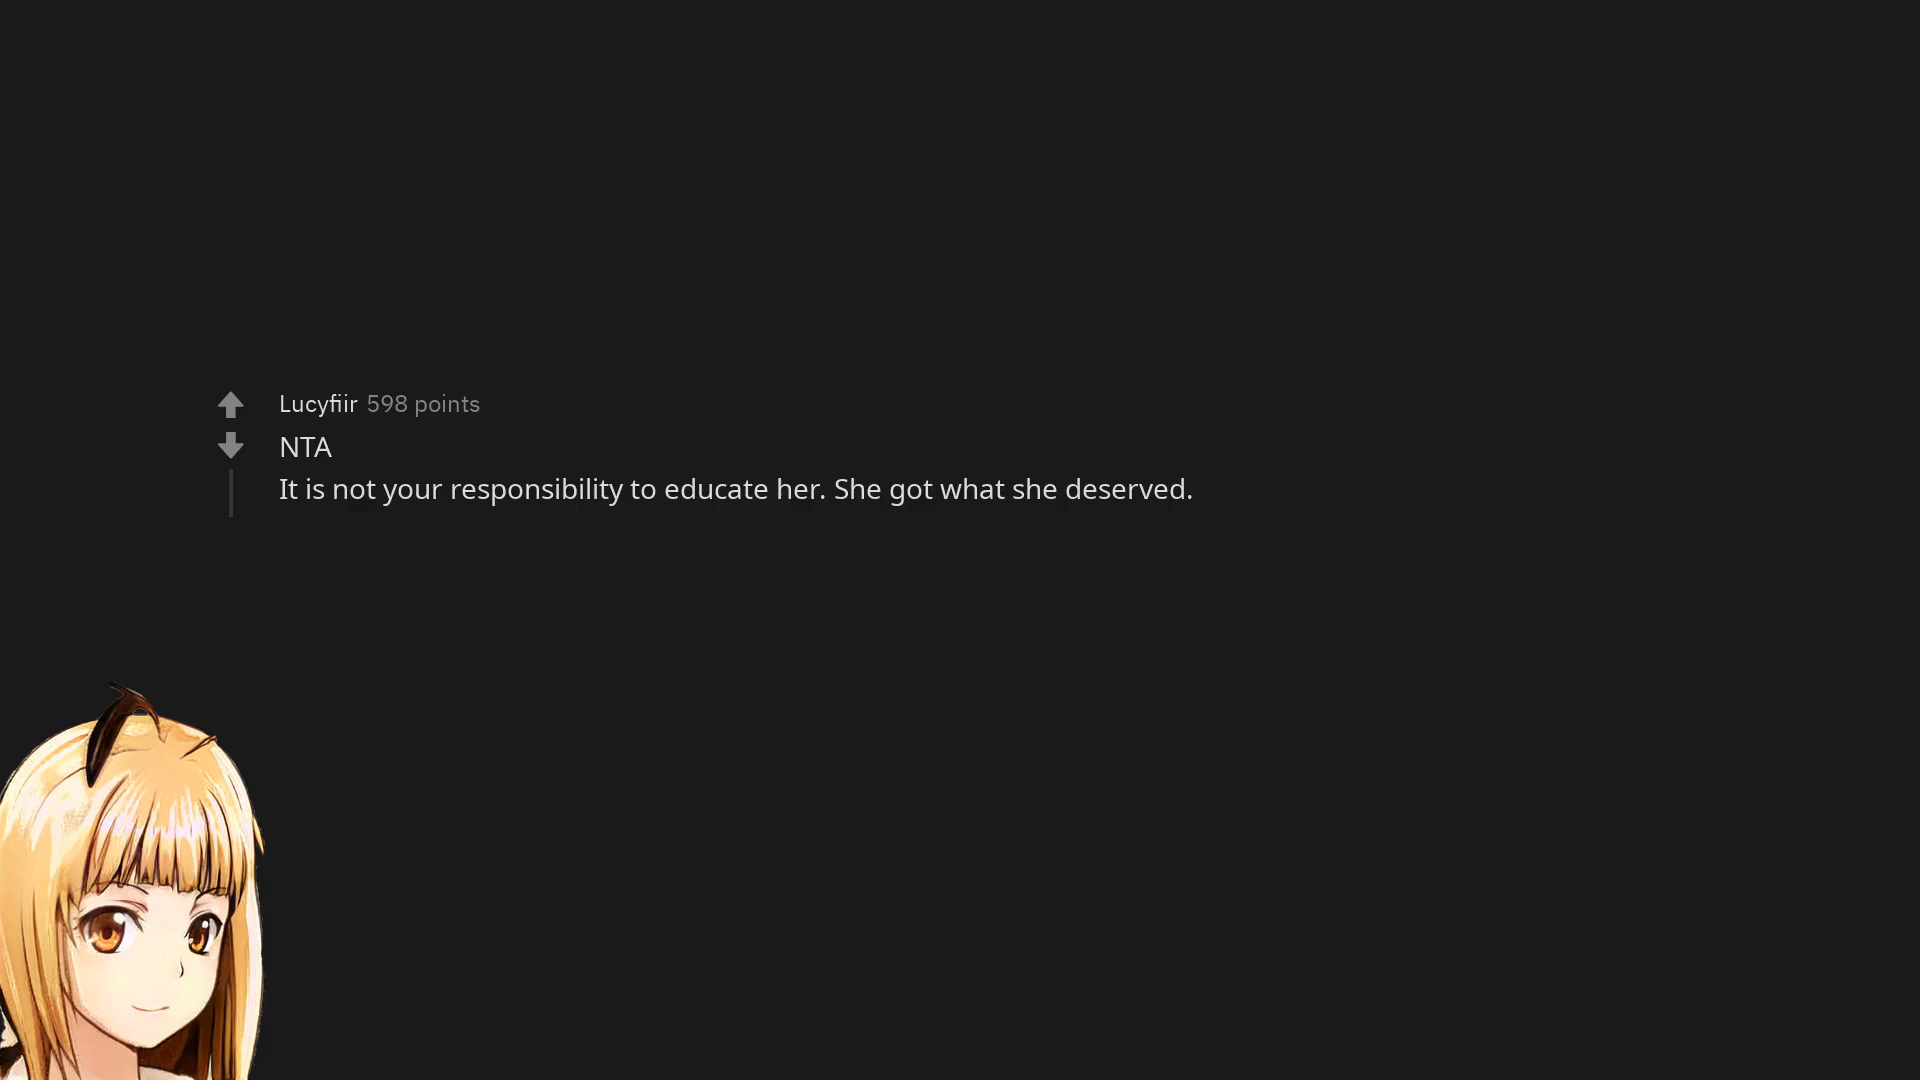 Lucyfiir 598 points
NTA
It is not your responsibility to educate her. She got what she deserved.